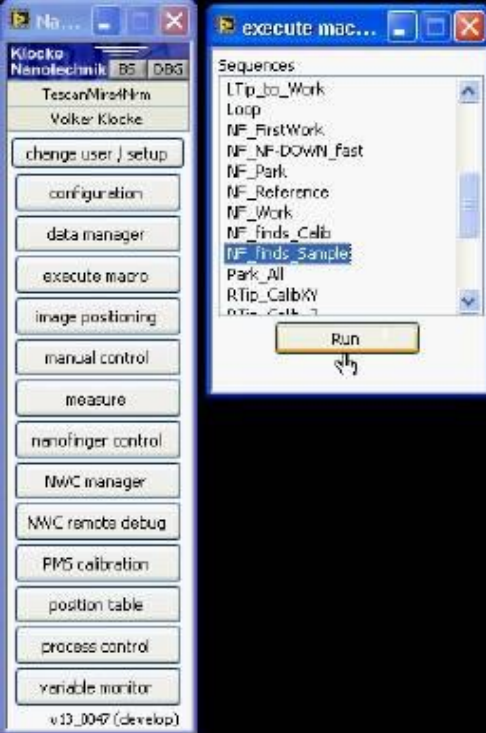 Na...
Klocke
Nanotechnik BS DBG
TescanMira4Nrm
Volker Klocke
change user / setup
configuration
data manager
execute macro
image positioning
manual control
measure
nanofinger control
NWC manager
NWC remote debug
PMS calibration
position table
process control
variable monitor
v13_0047 (develop)
execute mac...
Sequences
LTip_to_Work
Loop
NF_FirstWork
NF_NF-DOWN_fast
NF_Park
NF_Reference
NF_Work
NF_finds_Calib
NF_finds_Sample
Park_All
RTip_CalibXY
Run